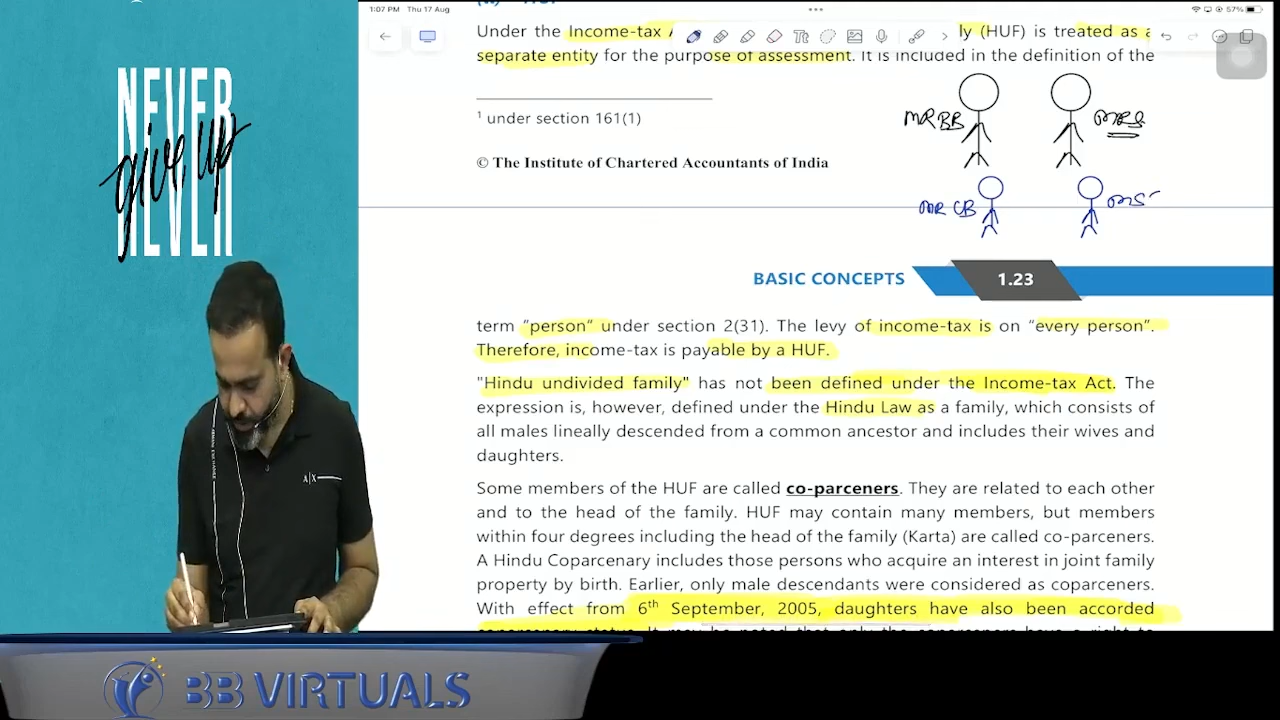 1:07 PM Thu 17 Aug
57%
Under the Income-tax A
ly (HUF) is treated as a
separate entity for the purpose of assessment. It is included in the definition of the
NEVER
give up
NEVER
MR BB
MRS
1 under section 161(1)
© The Institute of Chartered Accountants of India
MR CB
MS
BASIC CONCEPTS 1.23
term "person" under section 2(31). The levy of income-tax is on "every person".
Therefore, income-tax is payable by a HUF.
"Hindu undivided family" has not been defined under the Income-tax Act. The
expression is, however, defined under the Hindu Law as a family, which consists of
all males lineally descended from a common ancestor and includes their wives and
daughters.
Some members of the HUF are called co-parceners. They are related to each other
and to the head of the family. HUF may contain many members, but members
within four degrees including the head of the family (Karta) are called co-parceners.
A Hindu Coparcenary includes those persons who acquire an interest in joint family
property by birth. Earlier, only male descendants were considered as coparceners.
With effect from 6th September, 2005, daughters have also been accorded
A|X
BB VIRTUALS